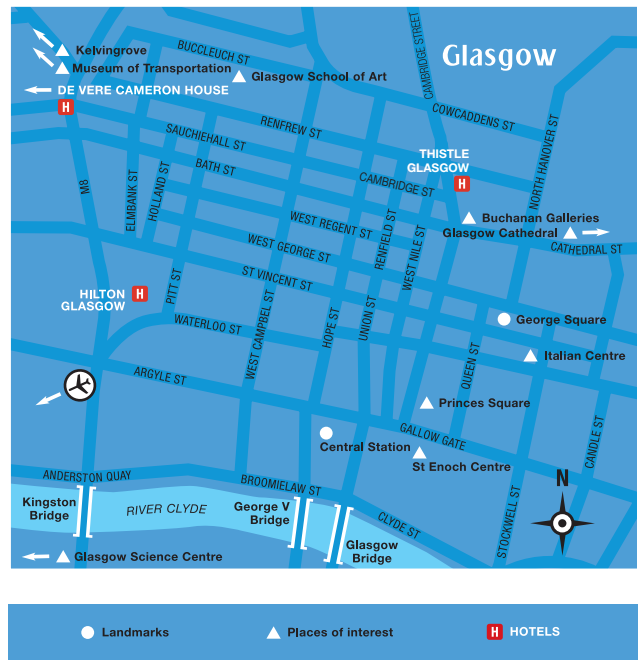 Glasgow
CAMBRIDGE STREET
Kelvingrove
BUCCLEUCH ST
Museum of Transportation
Glasgow School of Art
DE VERE CAMERON HOUSE
H
COWCADDENS ST
RENFREW ST
NORTH HANOVER ST
SAUCHIEHALL ST
THISTLE
GLASGOW
H
BATH ST
CAMBRIDGE ST
M8
ELMBANK ST
HOLLAND ST
WEST REGENT ST
RENFIELD ST
WEST NILE ST
Buchanan Galleries
Glasgow Cathedral
CATHEDRAL ST
WEST GEORGE ST
ST VINCENT ST
PITT ST
HILTON
GLASGOW
H
WATERLOO ST
WEST CAMPBEL ST
HOPE ST
UNION ST
George Square
QUEEN ST
Italian Centre
ARGYLE ST
Princes Square
GALLOW GATE
CANDLE ST
Central Station
St Enoch Centre
N
ANDERSTON QUAY
BROOMIELAW ST
STOCKWELL ST
Kingston
Bridge
RIVER CLYDE
George V
Bridge
CLYDE ST
Glasgow
Bridge
Glasgow Science Centre
Landmarks
Places of interest
H HOTELS